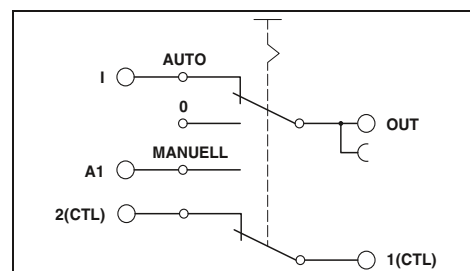 AUTO
I
0
OUT
MANUELL
A1
2(CTL)
1(CTL)